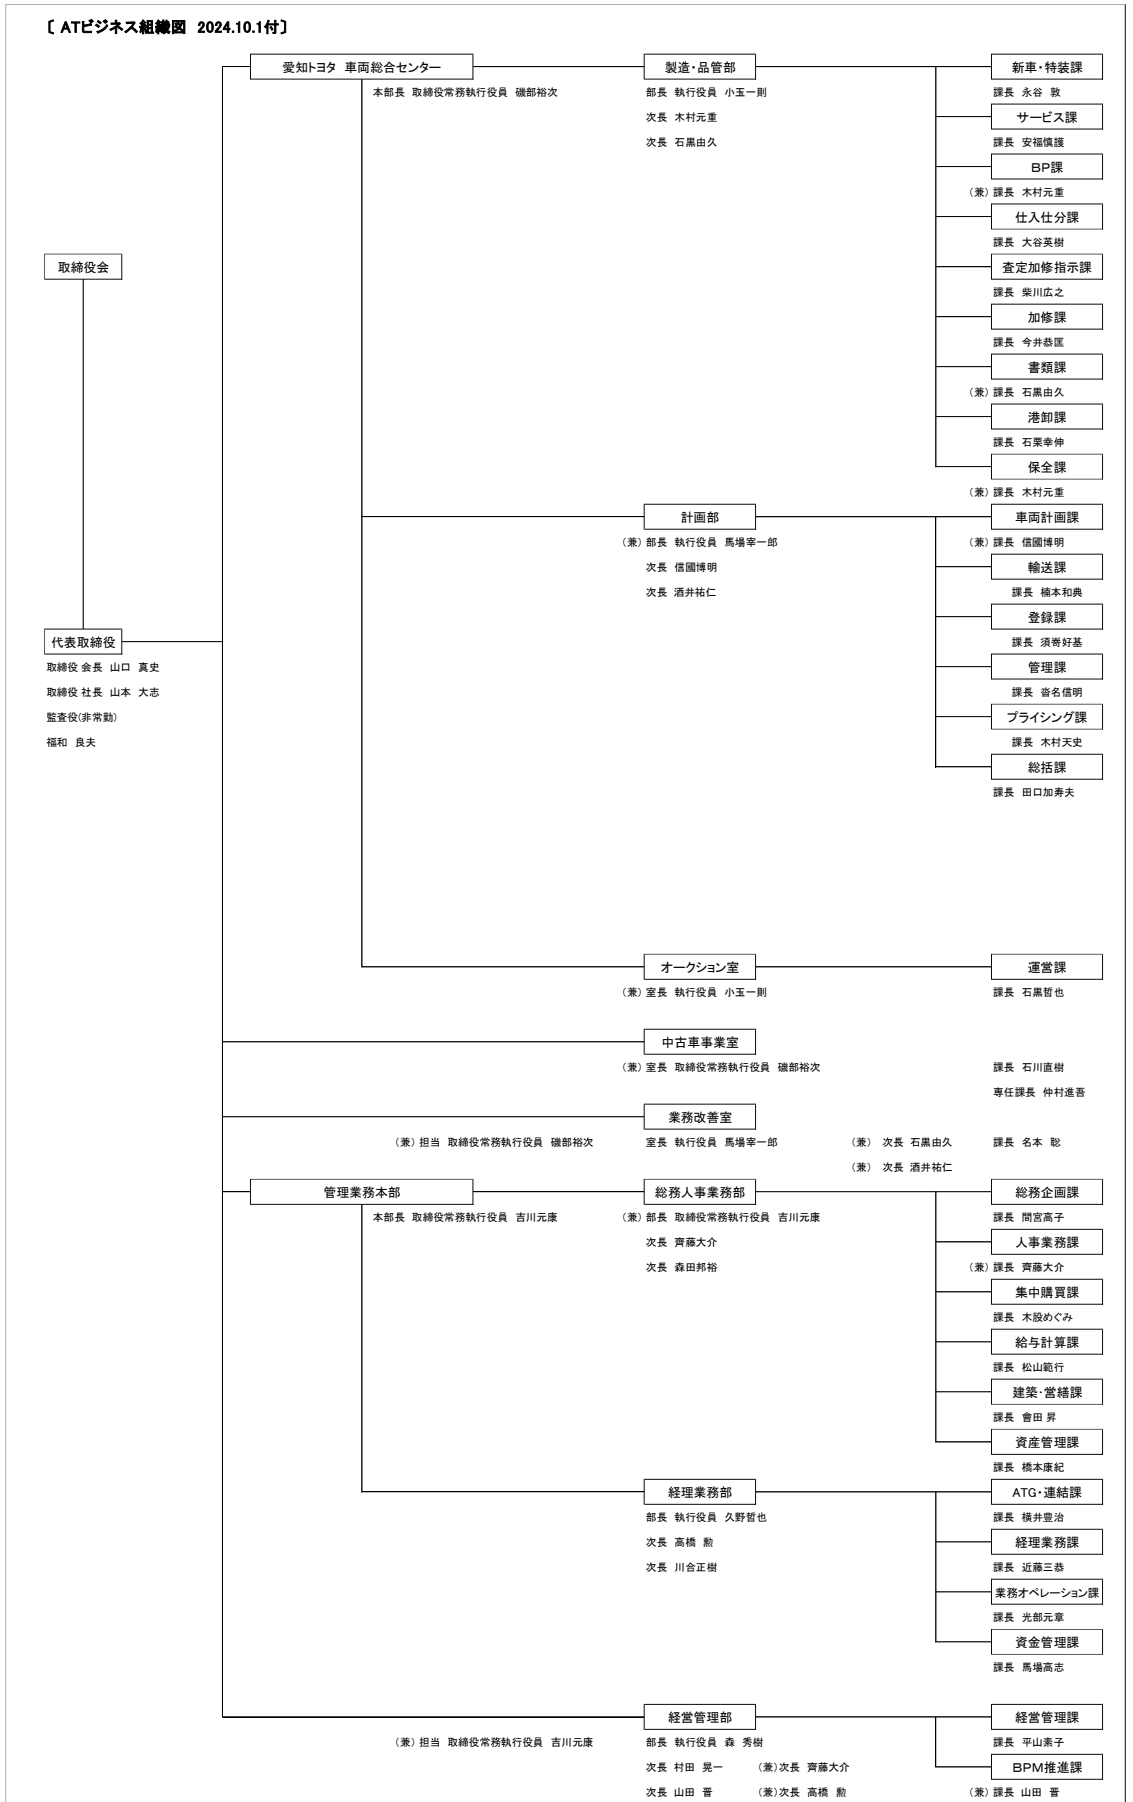 〔 ATビジネス組織図 2024.10.1付〕
愛知トヨタ 車両総合センター 製造・品管部 新車・特装課
本部長 取締役常務執行役員 磯部裕次 部長 執行役員 小玉一則 課長 永谷 敦
次長 木村元重 サービス課
次長 石黒由久 課長 安福慎護
BP課
（兼）課長 木村元重
仕入仕分課
課長 大谷英樹
取締役会 査定加修指示課
課長 柴川広之
加修課
課長 今井恭匡
書類課
（兼）課長 石黒由久
港卸課
課長 石栗幸伸
保全課
（兼）課長 木村元重
計画部 車両計画課
（兼）部長 執行役員 馬場宰一郎 （兼）課長 信國博明
次長 信國博明 輸送課
次長 酒井祐仁 課長 楠本和典
登録課
代表取締役 課長 須嵜好基
取締役 会長 山口 真史 管理課
取締役 社長 山本 大志 課長 沓名信明
監査役(非常勤) プライシング課
福和 良夫 課長 木村天史
総括課
課長 田口加寿夫
オークション室 運営課
（兼）室長 執行役員 小玉一則 課長 石黒哲也
中古車事業室
（兼）室長 取締役常務執行役員 磯部裕次 課長 石川直樹
専任課長 仲村進吾
業務改善室
（兼）担当 取締役常務執行役員 磯部裕次 室長 執行役員 馬場宰一郎 （兼） 次長 石黒由久 課長 名本 聡
（兼） 次長 酒井祐仁
管理業務本部 総務人事業務部 総務企画課
本部長 取締役常務執行役員 吉川元康 （兼）部長 取締役常務執行役員 吉川元康 課長 間宮高子
次長 齊藤大介 人事業務課
次長 森田邦裕 （兼）課長 齊藤大介
集中購買課
課長 木股めぐみ
給与計算課
課長 松山範行
建築・営繕課
課長 會田 昇
資産管理課
課長 橋本康紀
経理業務部 ATG・連結課
部長 執行役員 久野哲也 課長 横井豊治
次長 高橋 勲 経理業務課
次長 川合正樹 課長 近藤三恭
業務オペレーション課
課長 光部元章
資金管理課
課長 馬場高志
経営管理部 経営管理課
（兼）担当 取締役常務執行役員 吉川元康 部長 執行役員 森 秀樹 課長 平山素子
次長 村田 晃一 （兼）次長 齊藤大介 BPM推進課
次長 山田 晋 （兼）次長 高橋 勲 （兼）課長 山田 晋